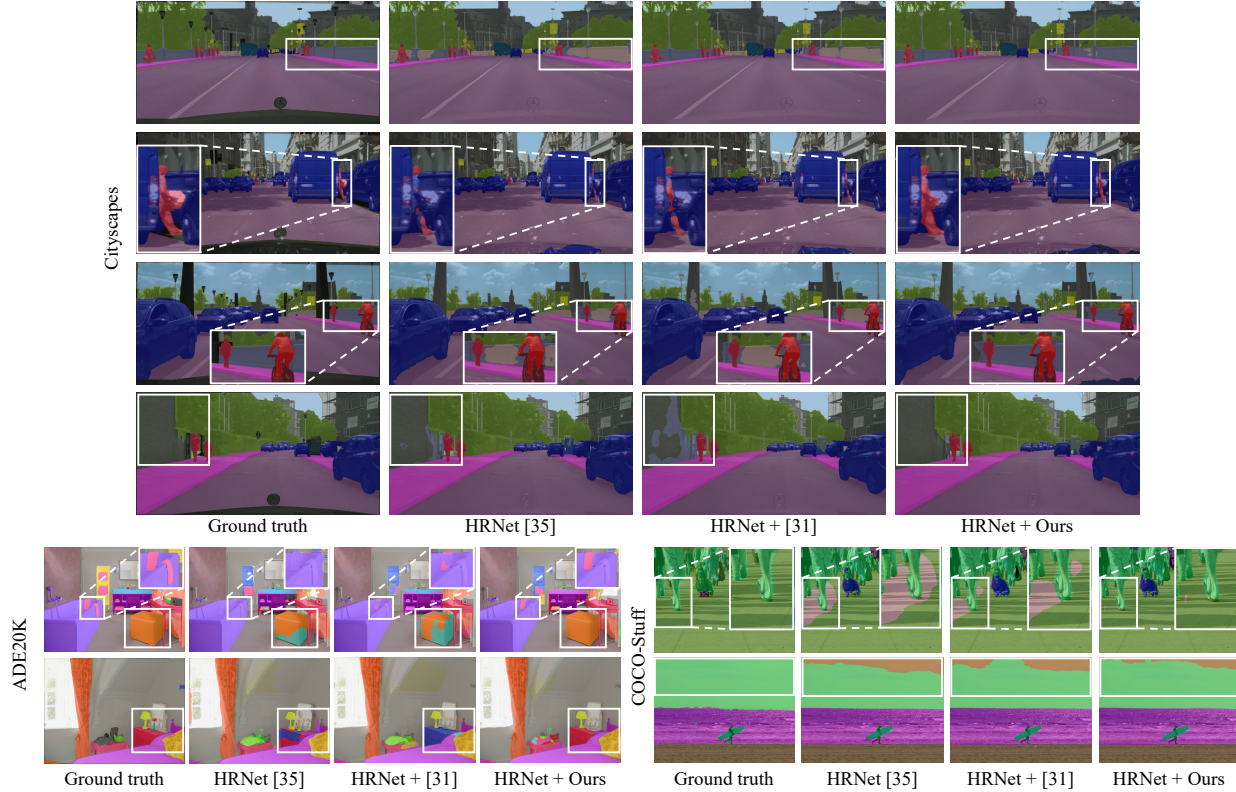 Cityscapes
Ground truth
HRNet [35]
HRNet + [31]
HRNet + Ours
ADE20K
Ground truth
HRNet [35]
HRNet + [31]
HRNet + Ours
COCO-Stuff
Ground truth
HRNet [35]
HRNet + [31]
HRNet + Ours